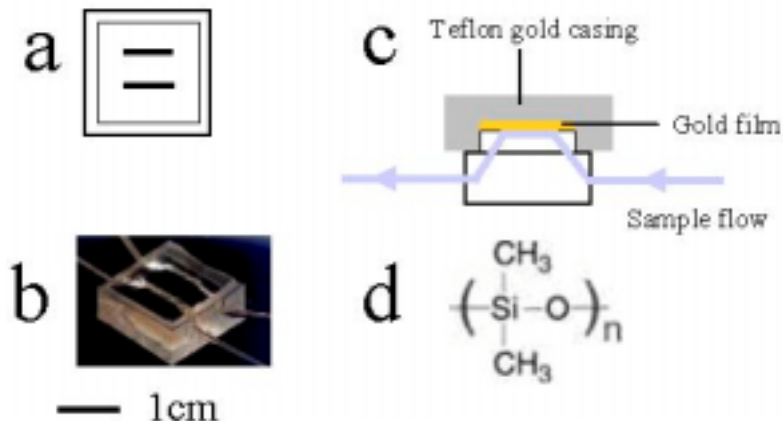 a
c
Teflon gold casing
Gold film
Sample flow
b
1cm
d
CH3
( Si–O )n
CH3